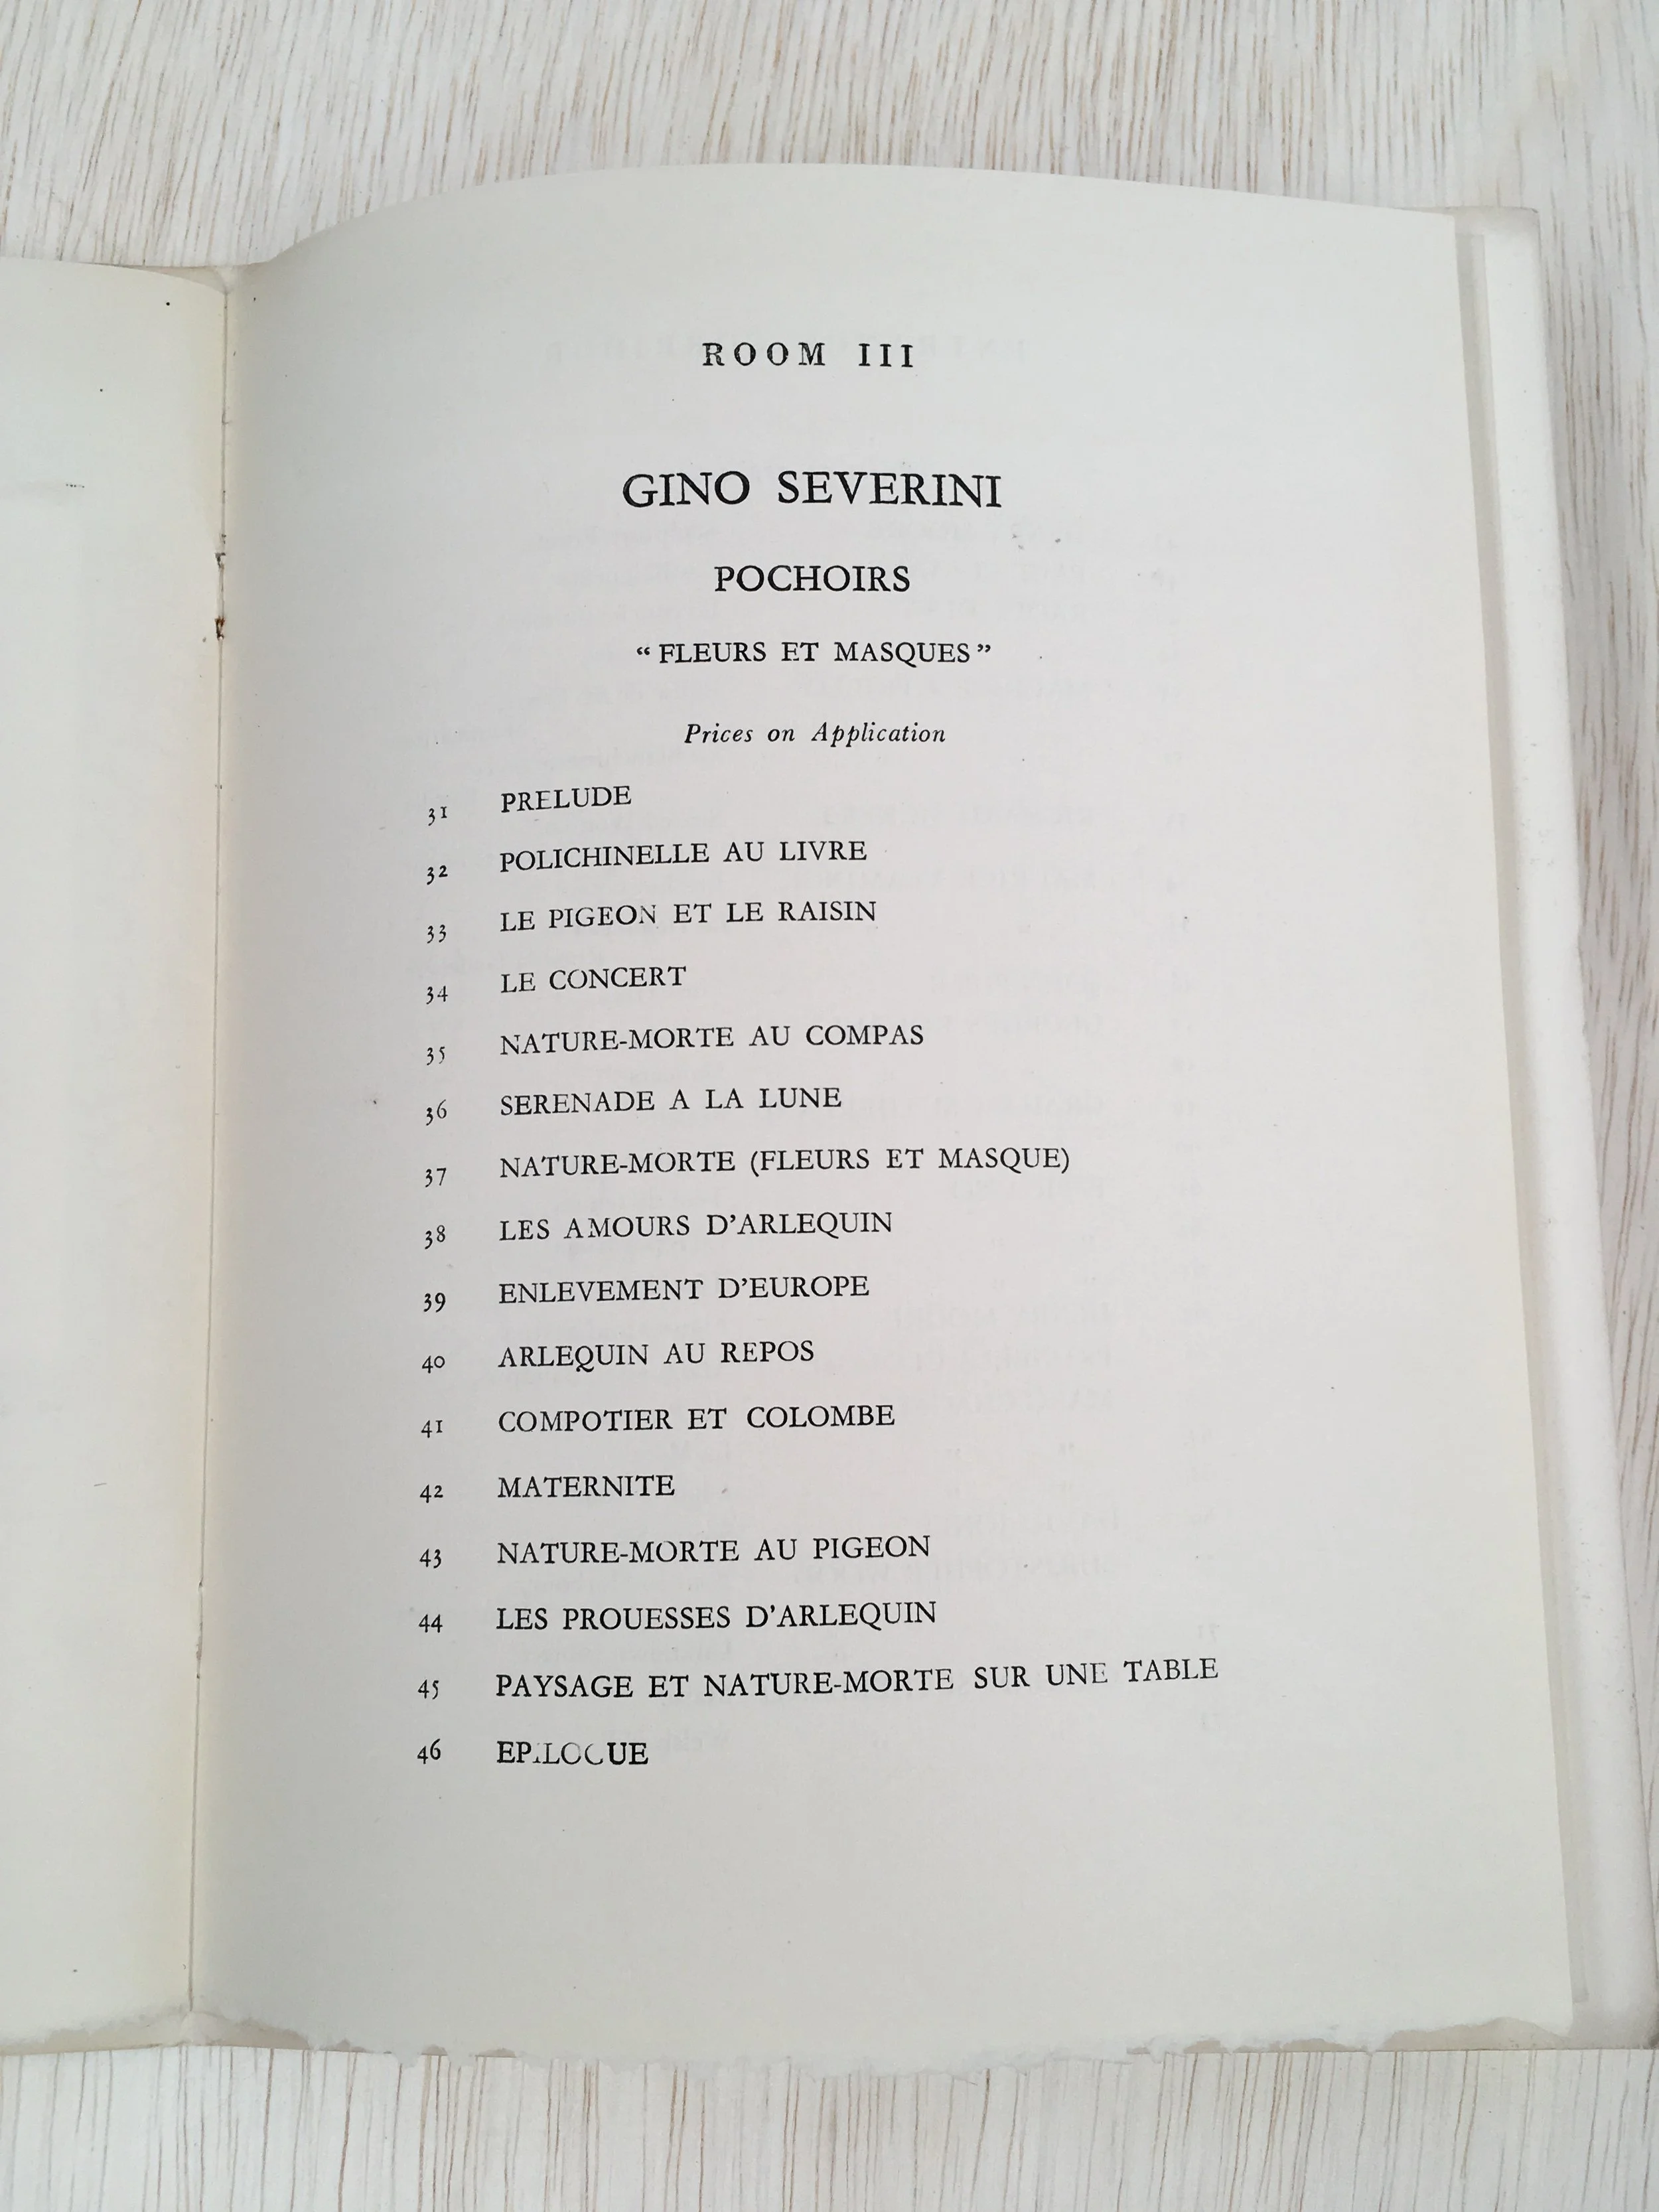 ROOM III
GINO SEVERINI
POCHOIRS
“FLEURS ET MASQUES”
Prices on Application
31 PRELUDE
32 POLICHINELLE AU LIVRE
33 LE PIGEON ET LE RAISIN
34 LE CONCERT
35 NATURE-MORTE AU COMPAS
36 SERENADE A LA LUNE
37 NATURE-MORTE (FLEURS ET MASQUE)
38 LES AMOURS D’ARLEQUIN
39 ENLEVEMENT D’EUROPE
40 ARLEQUIN AU REPOS
41 COMPOTIER ET COLOMBE
42 MATERNITE
43 NATURE-MORTE AU PIGEON
44 LES PROUESSES D’ARLEQUIN
45 PAYSAGE ET NATURE-MORTE SUR UNE TABLE
46 EPILOGUE